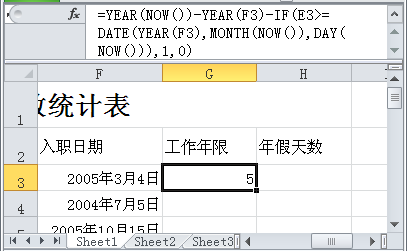 fx =YEAR(NOW())-YEAR(F3)-IF(E3>=
DATE(YEAR(F3),MONTH(NOW()),DAY(
NOW())),1,0)
F G H
1 统计表
2 入职日期 工作年限 年假天数
3 2005年3月4日 5
4 2004年7月5日
2005年10月15日
Sheet1 Sheet2 Sheet3